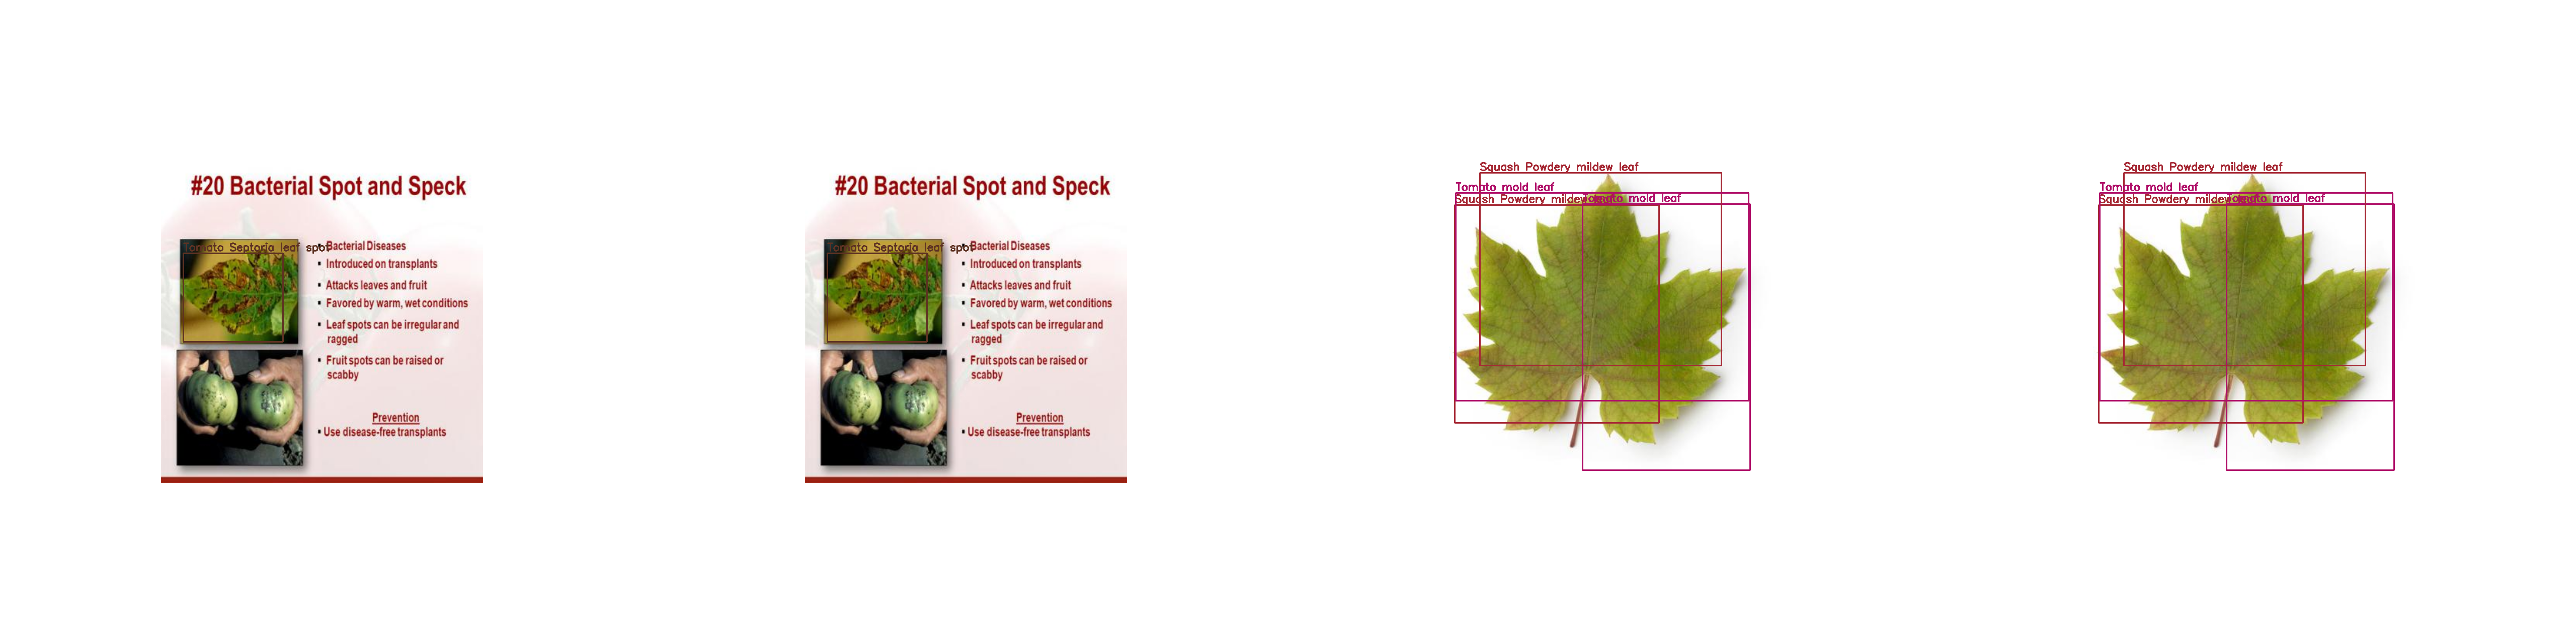 #20 Bacterial Spot and Speck
Tomato Septoria leaf spot
▪ Bacterial Diseases
▪ Introduced on transplants
▪ Attacks leaves and fruit
▪ Favored by warm, wet conditions
▪ Leaf spots can be irregular and
ragged
▪ Fruit spots can be raised or
scabby
Prevention
▪ Use disease-free transplants
#20 Bacterial Spot and Speck
Tomato Septoria leaf spot
▪ Bacterial Diseases
▪ Introduced on transplants
▪ Attacks leaves and fruit
▪ Favored by warm, wet conditions
▪ Leaf spots can be irregular and
ragged
▪ Fruit spots can be raised or
scabby
Prevention
▪ Use disease-free transplants
Squash Powdery mildew leaf
Tomato mold leaf
Squash Powdery mildew
Tomato mold leaf
Squash Powdery mildew leaf
Tomato mold leaf
Squash Powdery mildew
Tomato mold leaf